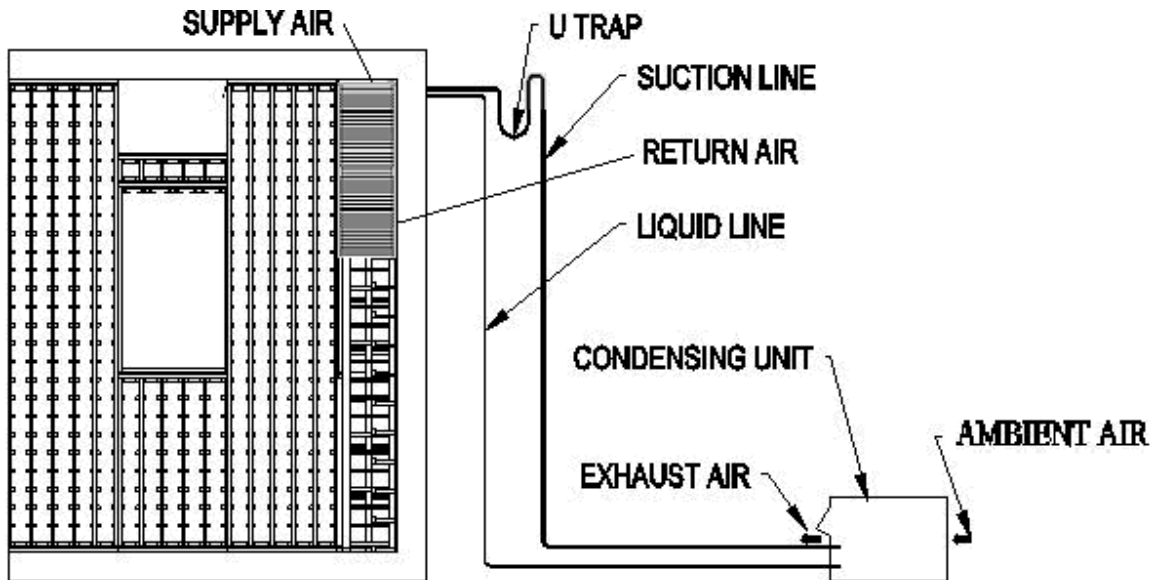 SUPPLY AIR
U TRAP
SUCTION LINE
RETURN AIR
LIQUID LINE
CONDENSING UNIT
AMBIENT AIR
EXHAUST AIR